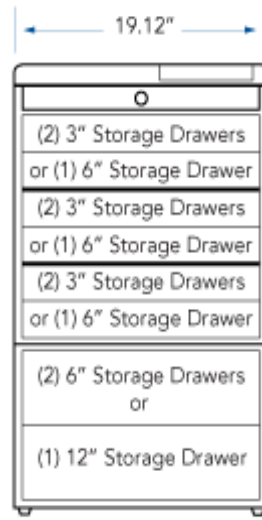 19.12"
(2) 3" Storage Drawers
or (1) 6" Storage Drawer
(2) 3" Storage Drawers
or (1) 6" Storage Drawer
(2) 3" Storage Drawers
or (1) 6" Storage Drawer
(2) 6" Storage Drawers
or
(1) 12" Storage Drawer